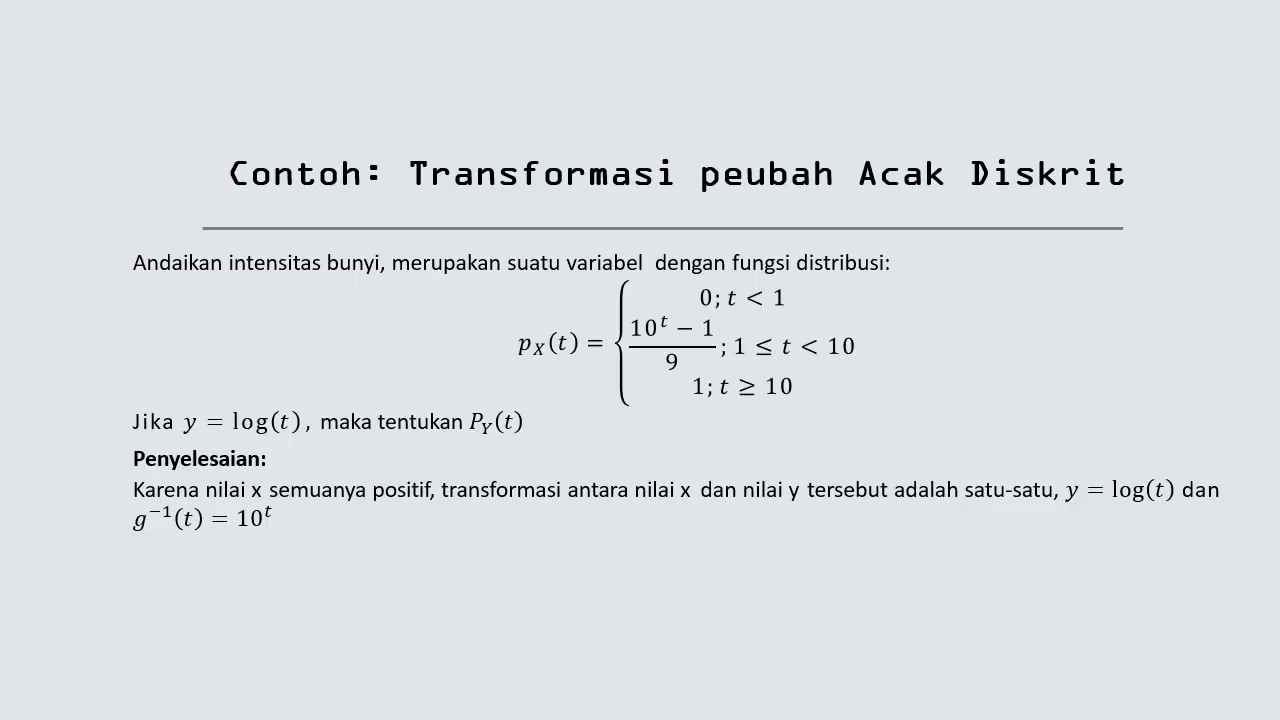 Contoh: Transformasi peubah Acak Diskrit
Andaikan intensitas bunyi, merupakan suatu variabel dengan fungsi distribusi:
0; t < 1
p_X(t) = { (10^t − 1)/9 ; 1 ≤ t < 10
1; t ≥ 10
Jika y = log(t), maka tentukan P_Y(t)
Penyelesaian:
Karena nilai x semuanya positif, transformasi antara nilai x dan nilai y tersebut adalah satu-satu, y = log(t) dan
g^{−1}(t) = 10^t